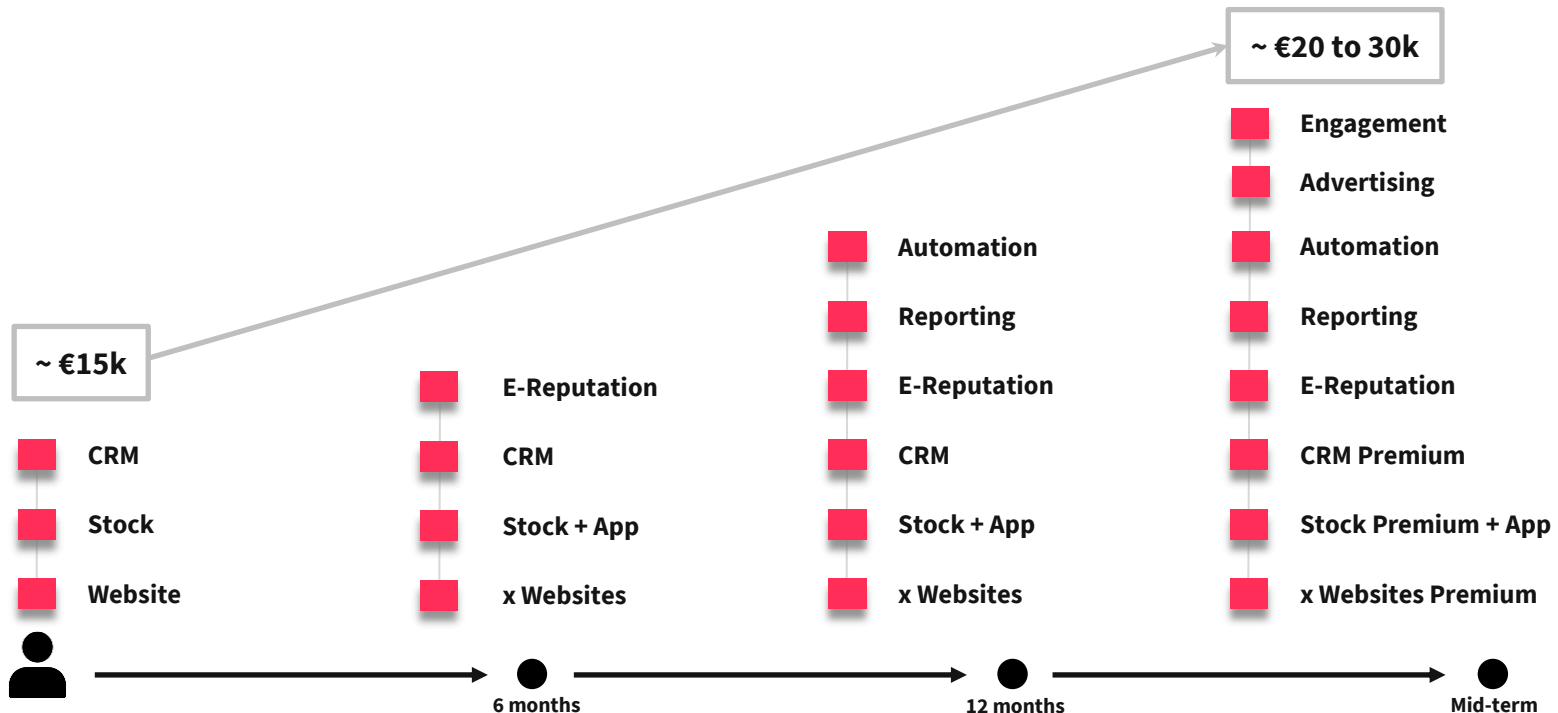 ~ €20 to 30k
Engagement
Advertising
Automation
Automation
Reporting
Reporting
~ €15k
E-Reputation
E-Reputation
E-Reputation
CRM
CRM
CRM
CRM Premium
Stock
Stock + App
Stock + App
Stock Premium + App
Website
x Websites
x Websites
x Websites Premium
6 months
12 months
Mid-term